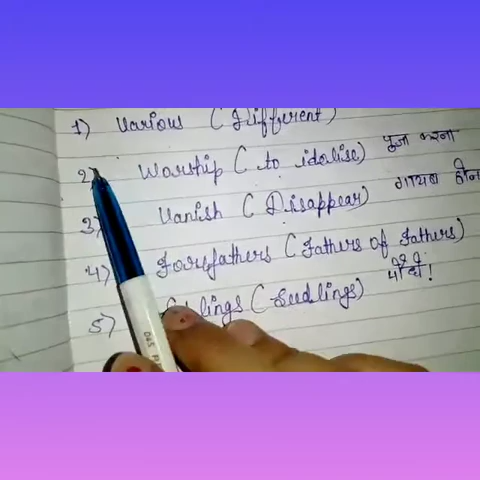 1) Various (Different)
2) Worship (to idolise) पूजा करना
3) Vanish (Disappear) गायब
4) Forefathers (Fathers of Fathers)
5) lings (Seedlings) पौधे!